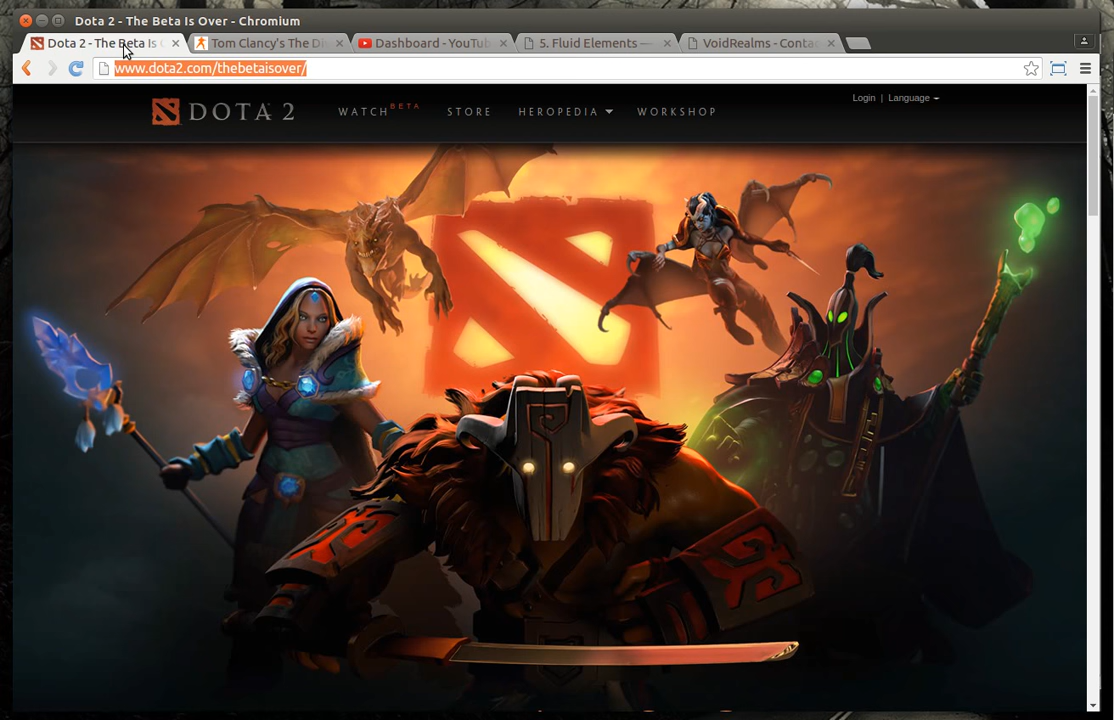 Dota 2 - The Beta Is Over - Chromium
Dota 2 - The Beta Is
Tom Clancy's The Di
Dashboard - YouTub
5. Fluid Elements —
VoidRealms - Contac
www.dota2.com/thebetaisover/
Login | Language
DOTA 2
WATCH BETA
STORE
HEROPEDIA
WORKSHOP